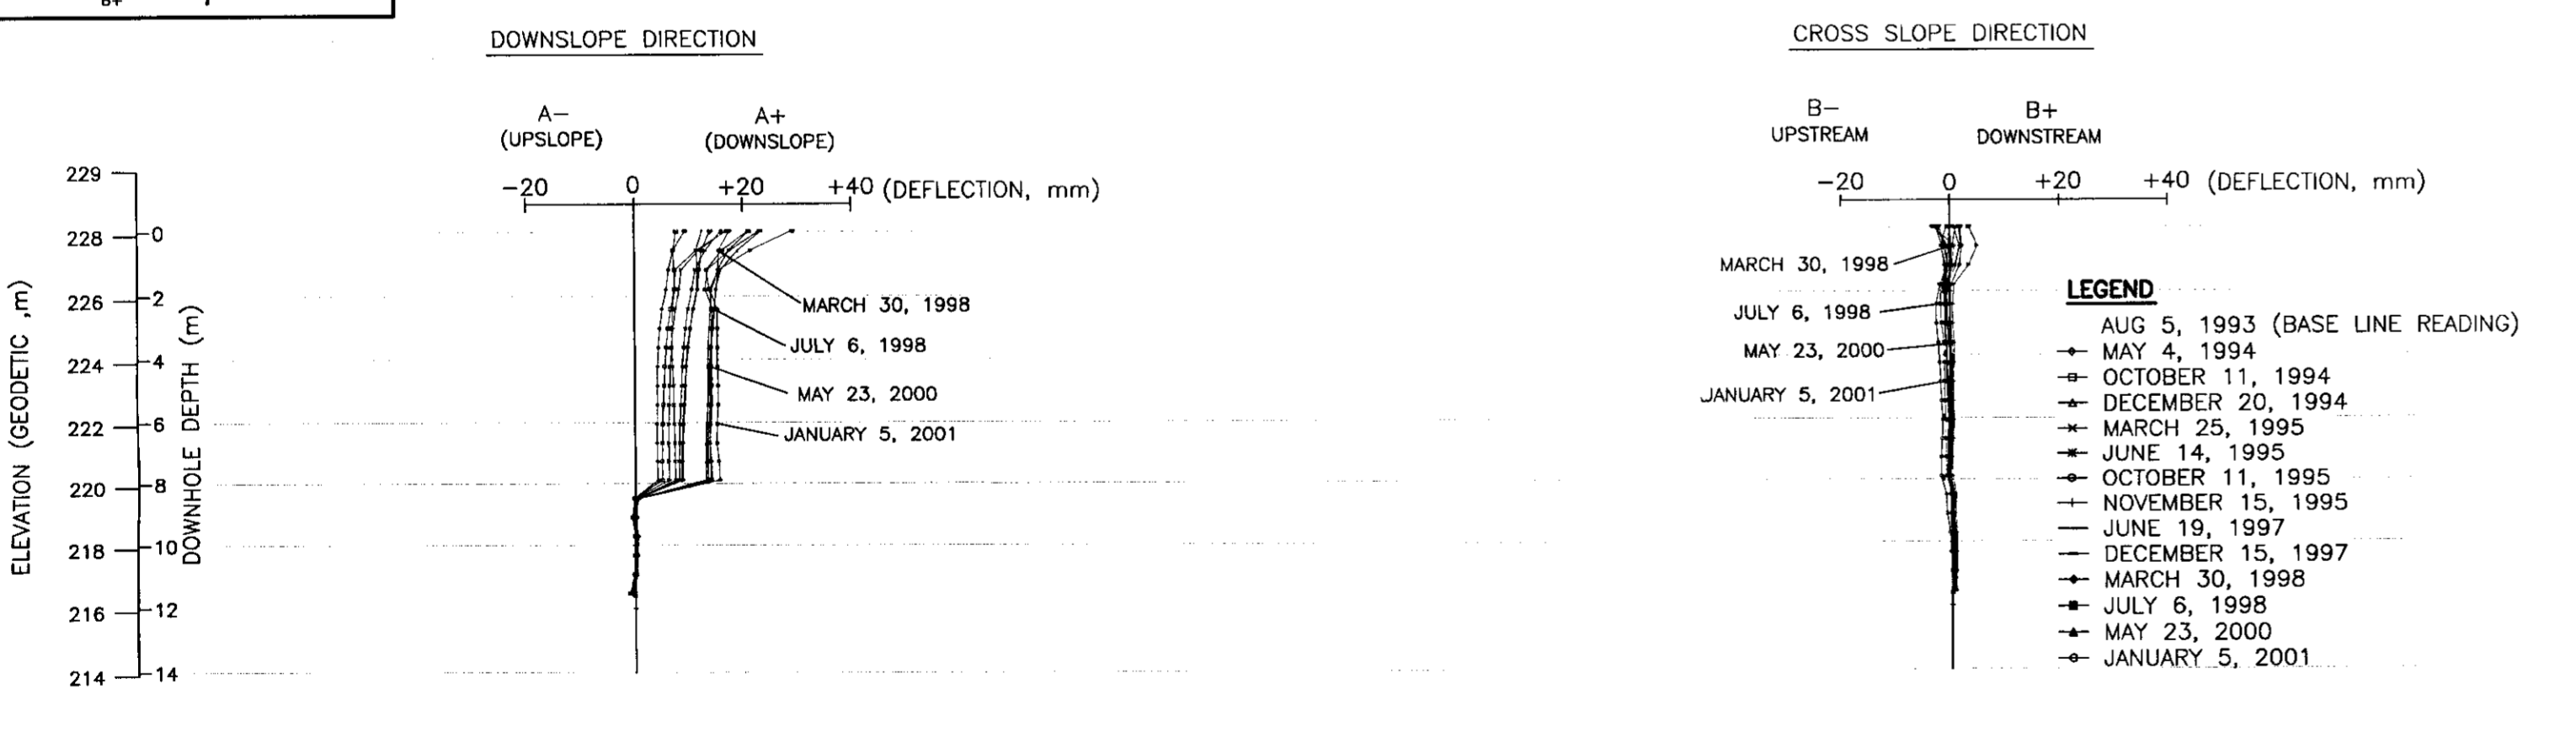 B+
DOWNSLOPE DIRECTION
A−
(UPSLOPE)
A+
(DOWNSLOPE)
−20 0 +20 +40 (DEFLECTION, mm)
ELEVATION (GEODETIC ,m)
229
228
226
224
222
220
218
216
214
DOWNHOLE DEPTH (m)
0
2
4
6
8
10
12
14
MARCH 30, 1998
JULY 6, 1998
MAY 23, 2000
JANUARY 5, 2001
CROSS SLOPE DIRECTION
B−
UPSTREAM
B+
DOWNSTREAM
−20 0 +20 +40 (DEFLECTION, mm)
MARCH 30, 1998
JULY 6, 1998
MAY 23, 2000
JANUARY 5, 2001
LEGEND
AUG 5, 1993 (BASE LINE READING)
MAY 4, 1994
OCTOBER 11, 1994
DECEMBER 20, 1994
MARCH 25, 1995
JUNE 14, 1995
OCTOBER 11, 1995
NOVEMBER 15, 1995
JUNE 19, 1997
DECEMBER 15, 1997
MARCH 30, 1998
JULY 6, 1998
MAY 23, 2000
JANUARY 5, 2001